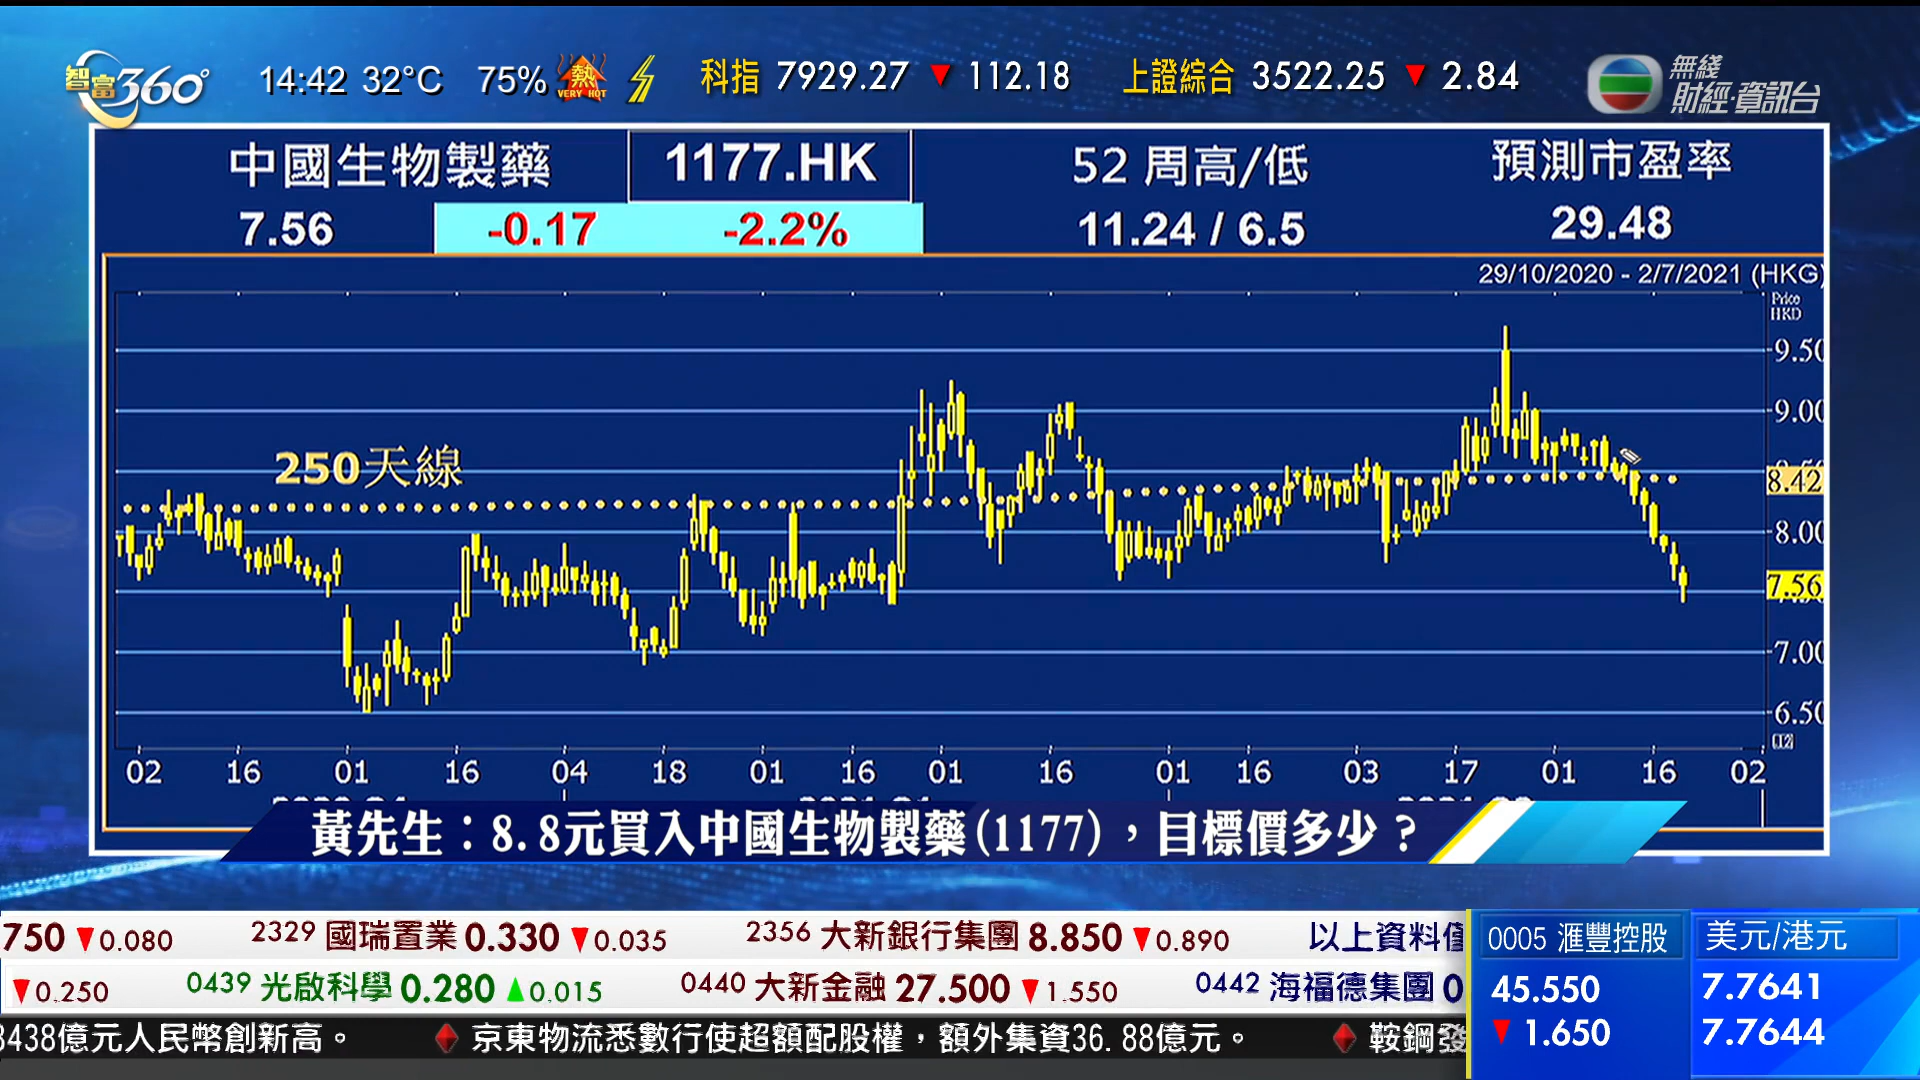 智富360°
14:42 32°C 75% 熱 VERY HOT
科指 7929.27 ▼ 112.18 上證綜合 3522.25 ▼ 2.84
無綫
財經·資訊台
中國生物製藥 1177.HK 52 周高/低 預測市盈率
7.56 -0.17 -2.2% 11.24 / 6.5 29.48
29/10/2020 - 2/7/2021 (HKG)
Price
HKD
9.50
9.00
250天線
8.42
8.00
7.56
7.00
6.50
02 16 01 16 04 18 01 16 01 16 01 16 03 17 01 16 02
黃先生：8.8元買入中國生物製藥(1177)，目標價多少？
750 ▼0.080 2329 國瑞置業 0.330 ▼0.035 2356 大新銀行集團 8.850 ▼0.890 以上資料
▼0.250 0439 光啟科學 0.280 ▲0.015 0440 大新金融 27.500 ▼1.550 0442 海福德集團 0
8438億元人民幣創新高。 ♦ 京東物流悉數行使超額配股權，額外集資36.88億元。 ♦ 鞍鋼發
0005 滙豐控股
45.550
▼ 1.650
美元/港元
7.7641
7.7644